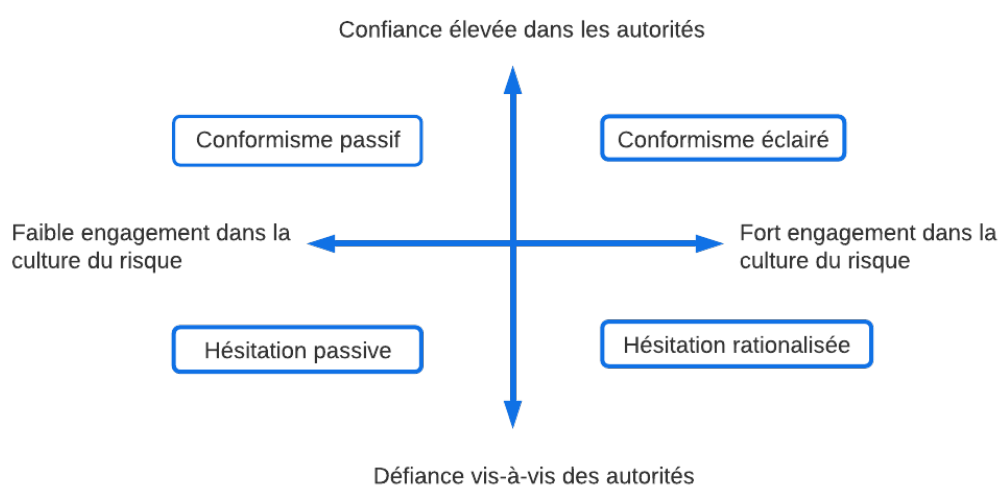 Confiance élevée dans les autorités
Conformisme passif
Conformisme éclairé
Faible engagement dans la
culture du risque
Fort engagement dans la
culture du risque
Hésitation passive
Hésitation rationalisée
Défiance vis-à-vis des autorités